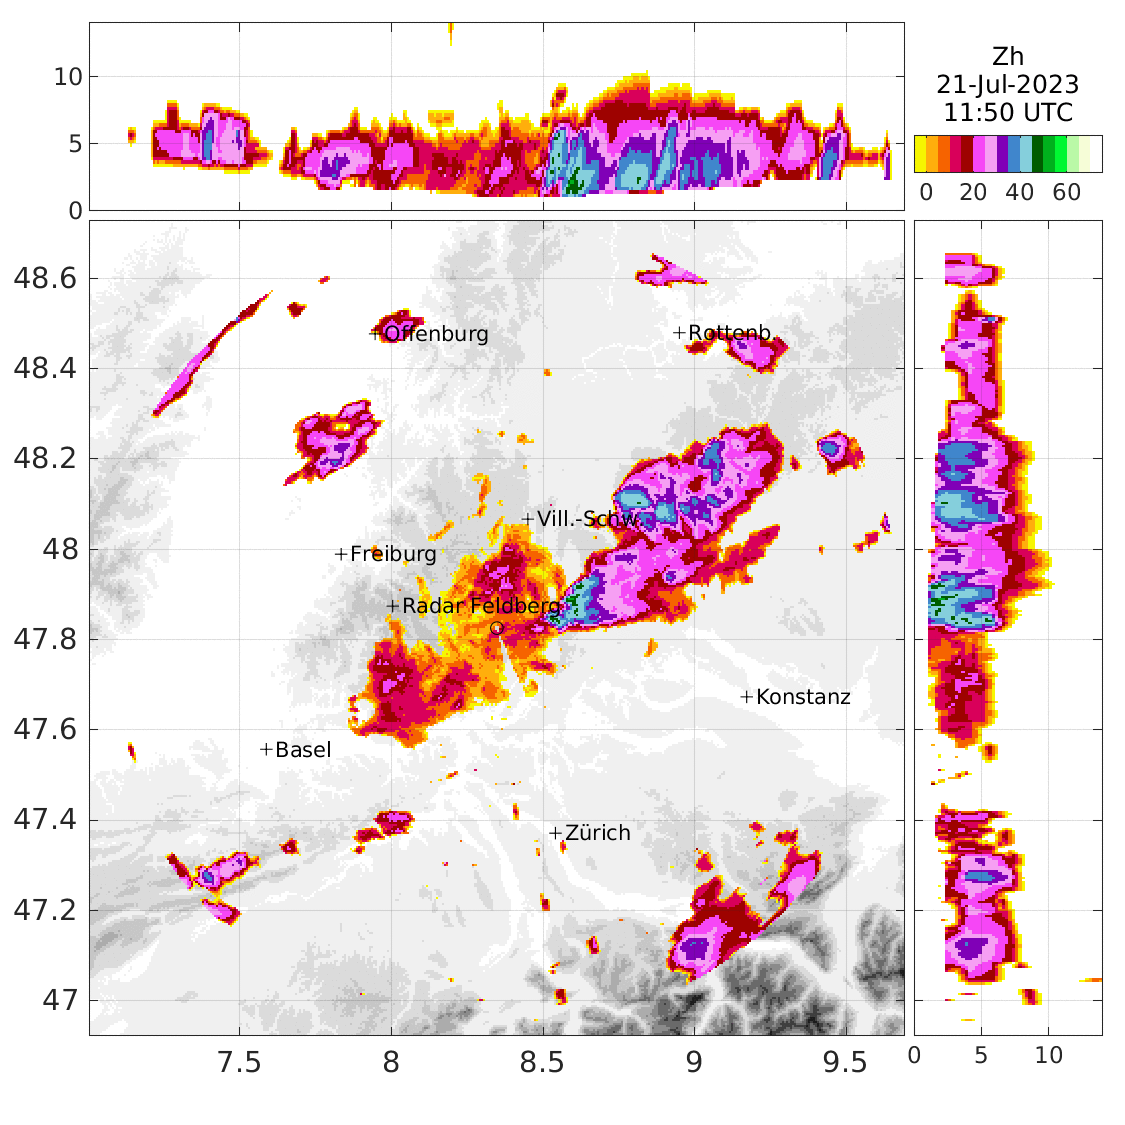 10
5
0
Zh
21-Jul-2023
11:50 UTC
0 20 40 60
48.6
48.4
48.2
48
47.8
47.6
47.4
47.2
47
Offenburg
Rottenb.
Vill.-Schw.
Freiburg
Radar Feldberg
Konstanz
Basel
Zürich
7.5 8 8.5 9 9.5
0 5 10